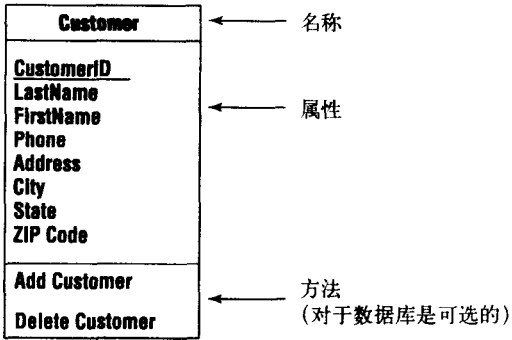 Customer
名称
CustomerID
LastName
FirstName
属性
Phone
Address
City
State
ZIP Code
Add Customer
方法
(对于数据库是可选的)
Delete Customer